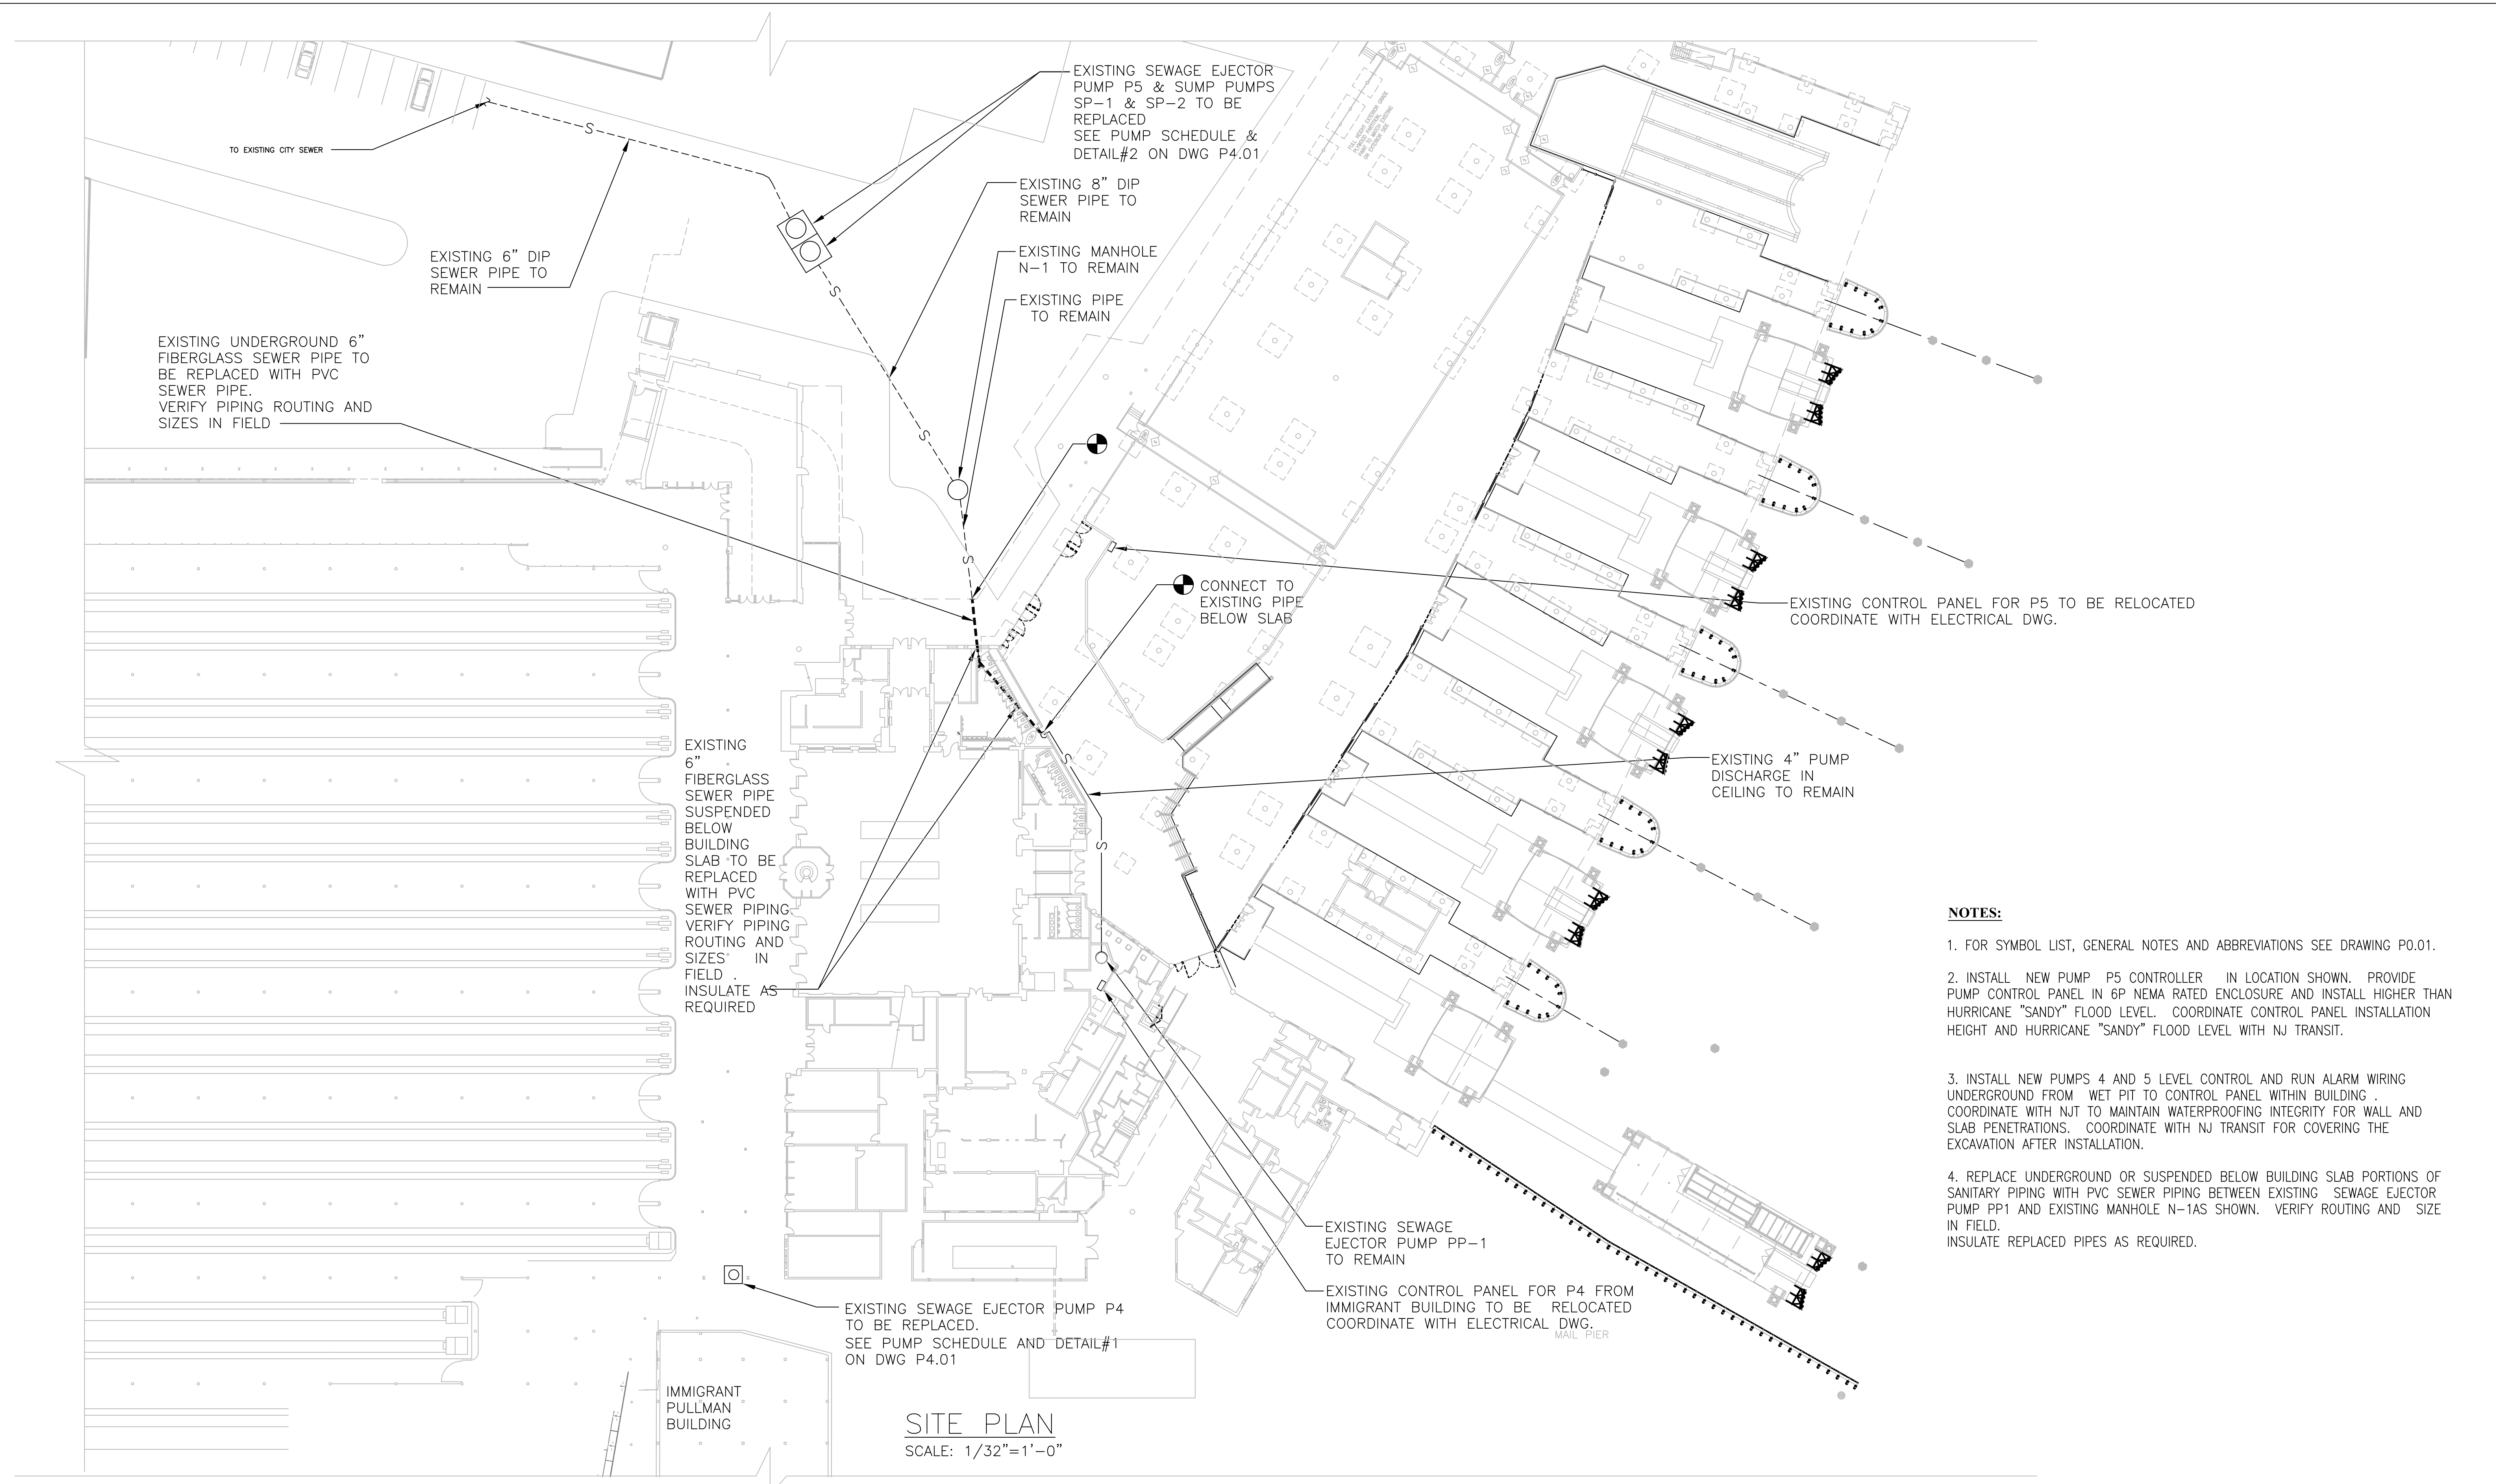 EXISTING SEWAGE EJECTOR
PUMP P5 & SUMP PUMPS
SP-1 & SP-2 TO BE
REPLACED
SEE PUMP SCHEDULE &
DETAIL#2 ON DWG P4.01
S
TO EXISTING CITY SEWER
EXISTING 8" DIP
SEWER PIPE TO
REMAIN
EXISTING 6" DIP
SEWER PIPE TO
REMAIN
EXISTING MANHOLE
N-1 TO REMAIN
S
EXISTING PIPE
TO REMAIN
EXISTING UNDERGROUND 6"
FIBERGLASS SEWER PIPE TO
BE REPLACED WITH PVC
SEWER PIPE.
VERIFY PIPING ROUTING AND
SIZES IN FIELD
S
S
CONNECT TO
EXISTING PIPE
BELOW SLAB
EXISTING CONTROL PANEL FOR P5 TO BE RELOCATED
COORDINATE WITH ELECTRICAL DWG.
EXISTING
6"
FIBERGLASS
SEWER PIPE
SUSPENDED
BELOW
BUILDING
SLAB TO BE
REPLACED
WITH PVC
SEWER PIPING.
VERIFY PIPING
ROUTING AND
SIZES IN
FIELD .
INSULATE AS
REQUIRED
S
EXISTING 4" PUMP
DISCHARGE IN
CEILING TO REMAIN
S
NOTES:
1. FOR SYMBOL LIST, GENERAL NOTES AND ABBREVIATIONS SEE DRAWING P0.01.
2. INSTALL NEW PUMP P5 CONTROLLER IN LOCATION SHOWN. PROVIDE
PUMP CONTROL PANEL IN 6P NEMA RATED ENCLOSURE AND INSTALL HIGHER THAN
HURRICANE "SANDY" FLOOD LEVEL. COORDINATE CONTROL PANEL INSTALLATION
HEIGHT AND HURRICANE "SANDY" FLOOD LEVEL WITH NJ TRANSIT.
3. INSTALL NEW PUMPS 4 AND 5 LEVEL CONTROL AND RUN ALARM WIRING
UNDERGROUND FROM WET PIT TO CONTROL PANEL WITHIN BUILDING .
COORDINATE WITH NJT TO MAINTAIN WATERPROOFING INTEGRITY FOR WALL AND
SLAB PENETRATIONS. COORDINATE WITH NJ TRANSIT FOR COVERING THE
EXCAVATION AFTER INSTALLATION.
4. REPLACE UNDERGROUND OR SUSPENDED BELOW BUILDING SLAB PORTIONS OF
SANITARY PIPING WITH PVC SEWER PIPING BETWEEN EXISTING SEWAGE EJECTOR
PUMP PP1 AND EXISTING MANHOLE N-1AS SHOWN. VERIFY ROUTING AND SIZE
IN FIELD.
INSULATE REPLACED PIPES AS REQUIRED.
EXISTING SEWAGE
EJECTOR PUMP PP-1
TO REMAIN
EXISTING CONTROL PANEL FOR P4 FROM
IMMIGRANT BUILDING TO BE RELOCATED
COORDINATE WITH ELECTRICAL DWG.
MAIL PIER
EXISTING SEWAGE EJECTOR PUMP P4
TO BE REPLACED.
SEE PUMP SCHEDULE AND DETAIL#1
ON DWG P4.01
IMMIGRANT
PULLMAN
BUILDING
SITE PLAN
SCALE: 1/32"=1'-0"